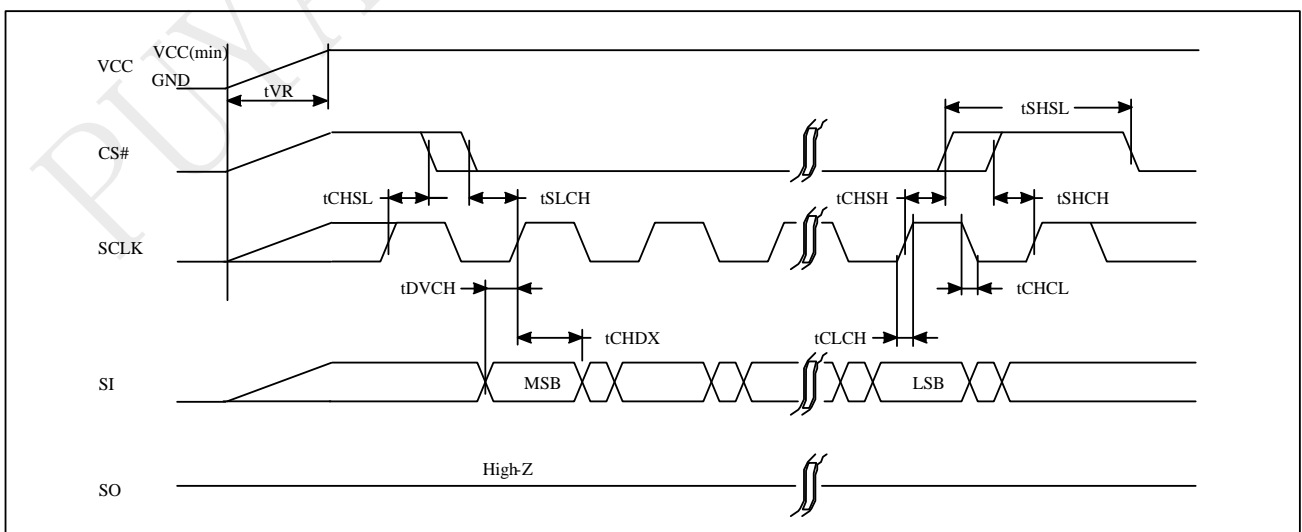 PUYA
VCC
VCC(min)
GND
tVR
CS#
tSHSL
tCHSL
tSLCH
tCHSH
tSHCH
SCLK
tDVCH
tCHCL
tCHDX
tCLCH
SI
MSB
LSB
High-Z
SO